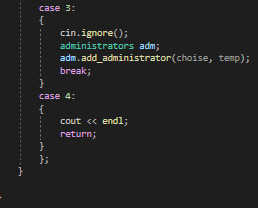 case 3:
{
cin.ignore();
administrators adm;
adm.add_administrator(choise, temp);
break;
}
case 4:
{
cout << endl;
return;
}
};
}